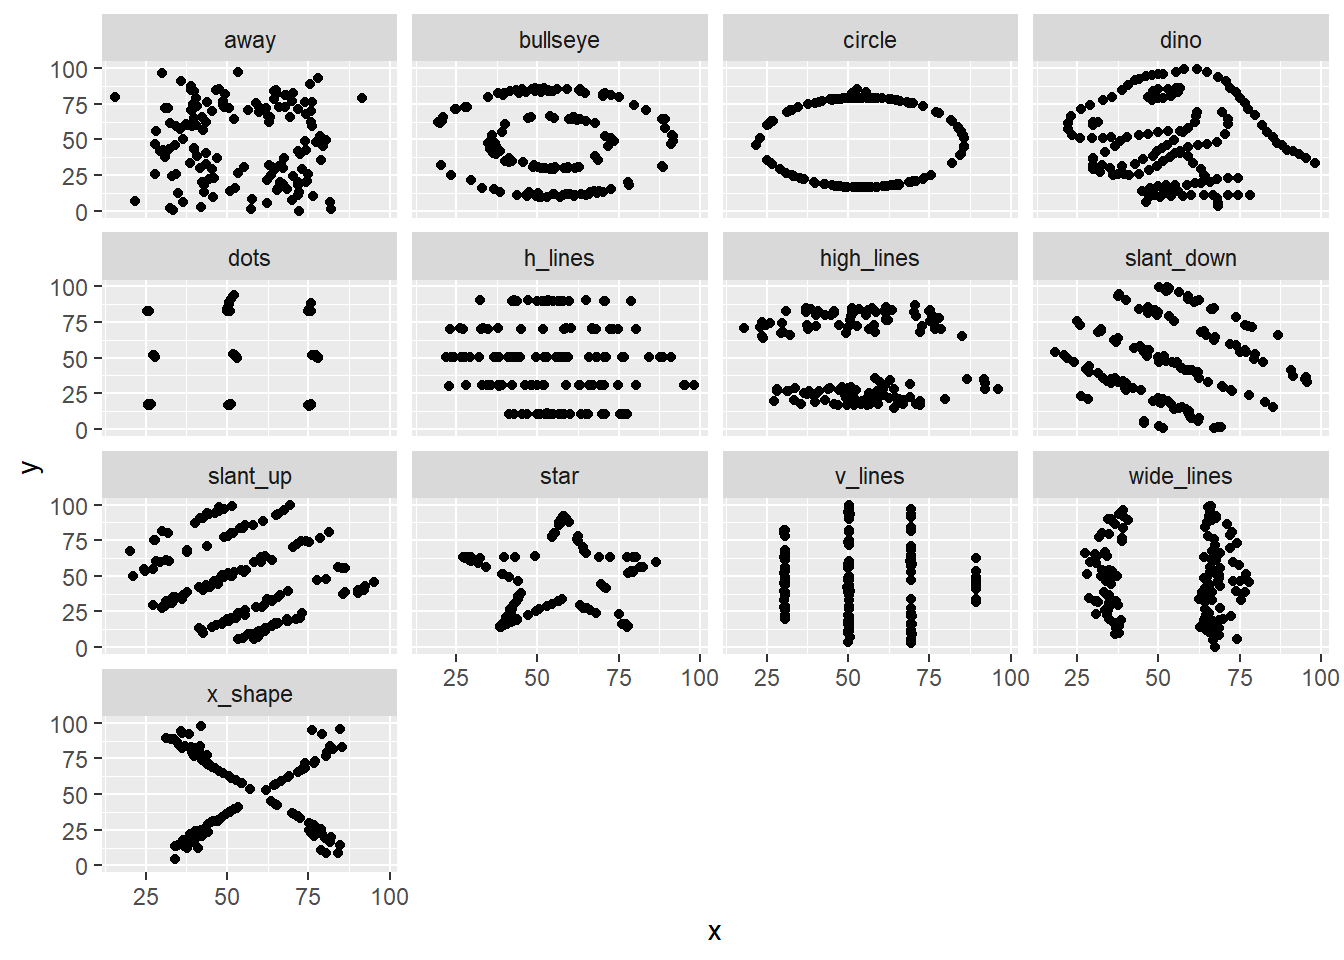 away bullseye circle dino
100
75
50
25
0
dots h_lines high_lines slant_down
100
75
50
25
0
y
slant_up star v_lines wide_lines
100
75
50
25
0
25 50 75 100 25 50 75 100 25 50 75 100
x_shape
100
75
50
25
0
25 50 75 100
x